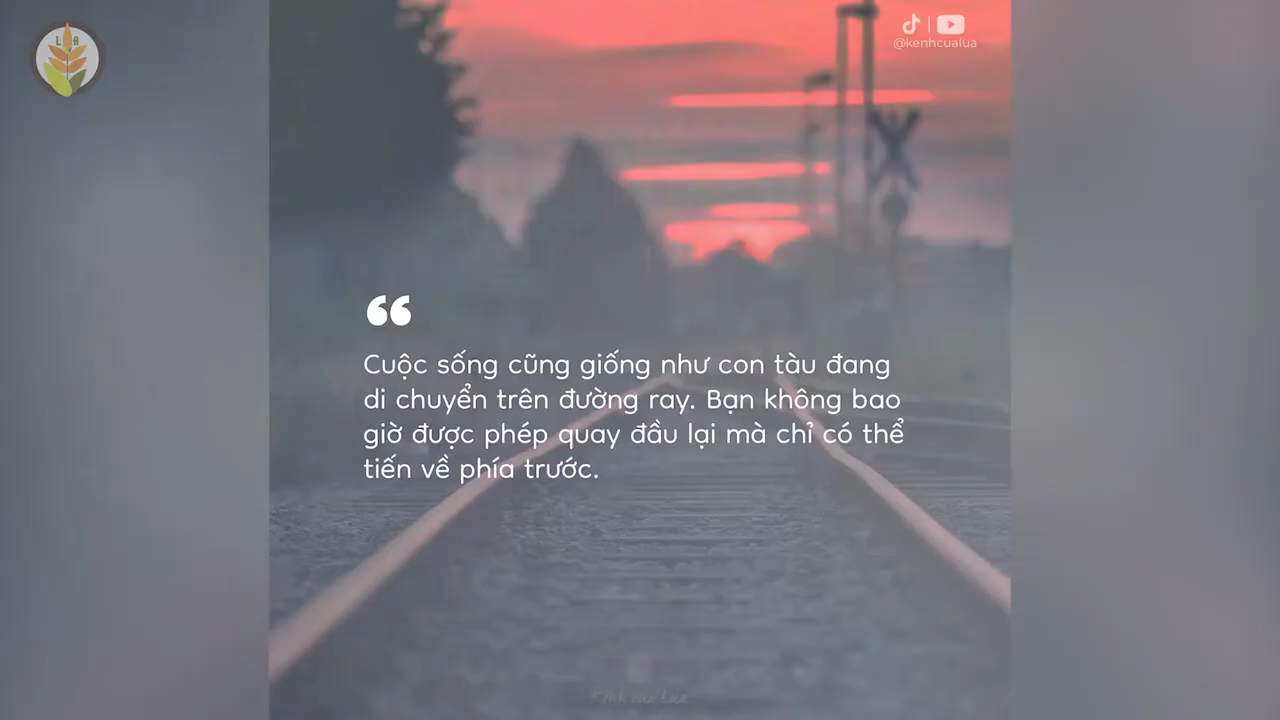 @kenhcualua
“
Cuộc sống cũng giống như con tàu đang
di chuyển trên đường ray. Bạn không bao
giờ được phép quay đầu lại mà chỉ có thể
tiến về phía trước.